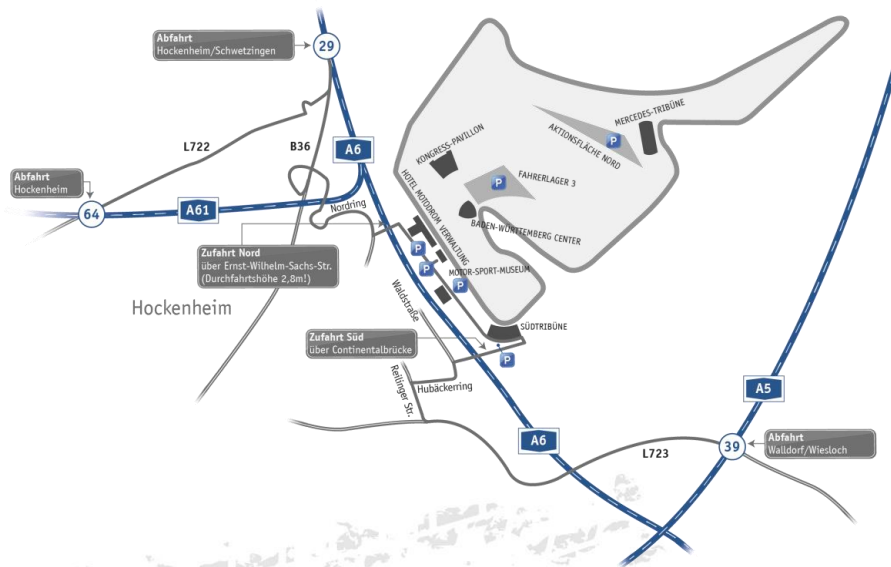 Abfahrt
Hockenheim/Schwetzingen
29
MERCEDES-TRIBÜNE
AKTIONSFLÄCHE NORD
P
L722
B36
A6
KONGRESS-PAVILLON
Abfahrt
Hockenheim
64
A61
Nordring
HOTEL MOTODROM VERWALTUNG
P
FAHRERLAGER 3
BADEN-WÜRTTEMBERG CENTER
Zufahrt Nord
über Ernst-Wilhelm-Sachs-Str.
(Durchfahrtshöhe 2,8m!)
P
P
MOTOR-SPORT-MUSEUM
P
Hockenheim
Waldstraße
SÜDTRIBÜNE
Zufahrt Süd
über Continentalbrücke
P
Hubäckerring
Reilinger Str.
A5
A6
L723
39
Abfahrt
Walldorf/Wiesloch